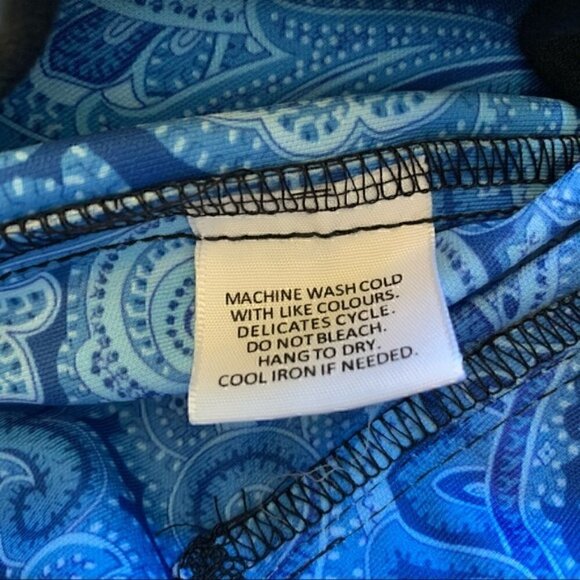 MACHINE WASH COLD
WITH LIKE COLOURS.
DELICATES CYCLE.
DO NOT BLEACH.
HANG TO DRY.
COOL IRON IF NEEDED.